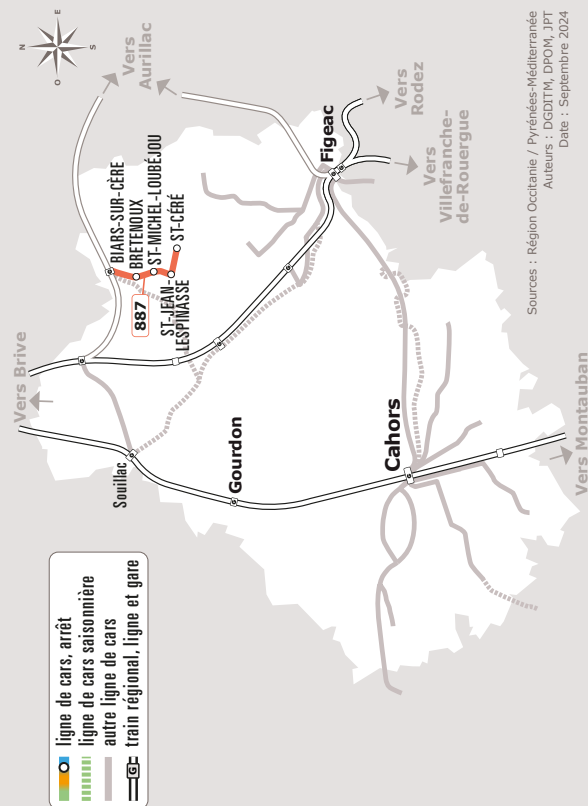 ligne de cars, arrêt
ligne de cars saisonnière
autre ligne de cars
G train régional, ligne et gare
N
E
S
O
Vers Brive
Vers
Aurillac
BIARS-SUR-CÈRE
BRETENOUX
ST-MICHEL-LOUBÉJOU
ST-CÉRÉ
887
ST-JEAN-
LESPINASSE
Souillac
Gourdon
Cahors
Figeac
Vers
Rodez
Vers
Villefranche-
de-Rouergue
Vers Montauban
Sources : Région Occitanie / Pyrénées-Méditerranée
Auteurs : DGDITM, DPOM, JPT
Date : Septembre 2024